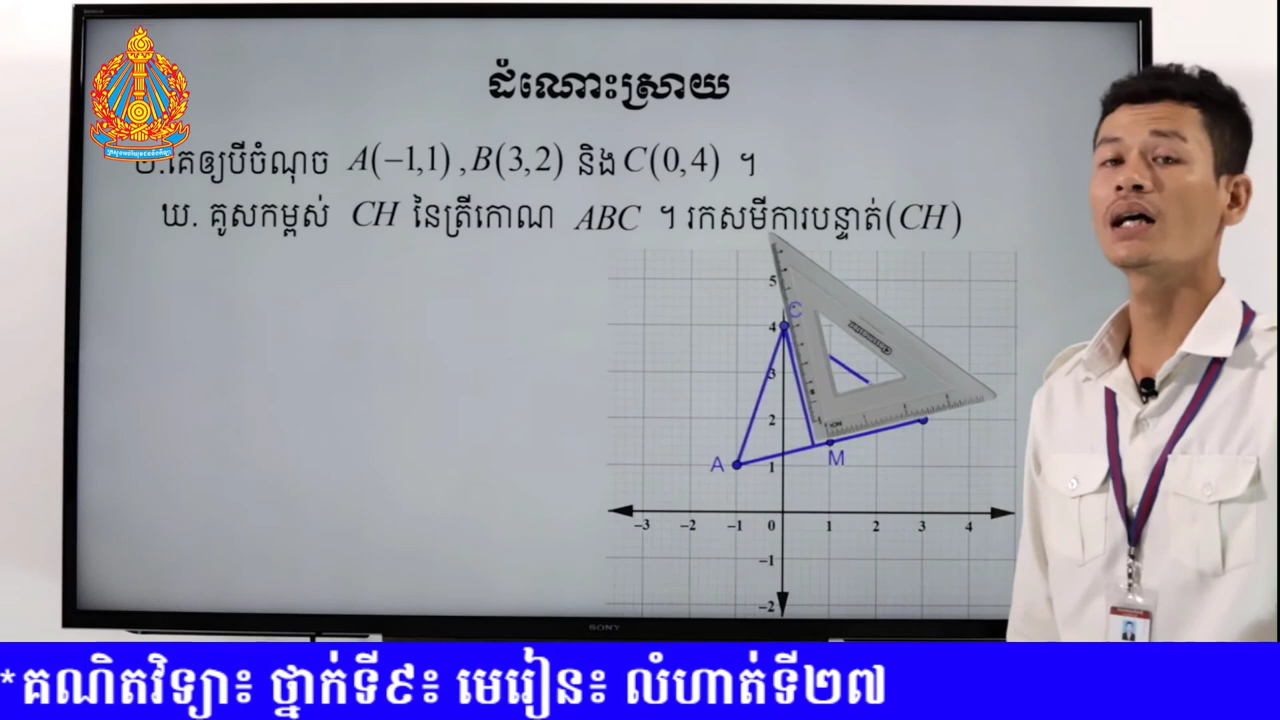 ដំណោះស្រាយ
គេឲ្យបីចំណុច A(−1,1) , B(3,2) និង C(0,4) ។
ឃ. គូសកម្ពស់ CH នៃត្រីកោណ ABC ។ រកសមីការបន្ទាត់(CH)
5
C
4
3
2
A
1
M
−3 −2 −1 0 1 2 3 4
−1
−2
SONY
*គណិតវិទ្យា៖ ថ្នាក់ទី៩៖ មេរៀន៖ លំហាត់ទី២៧